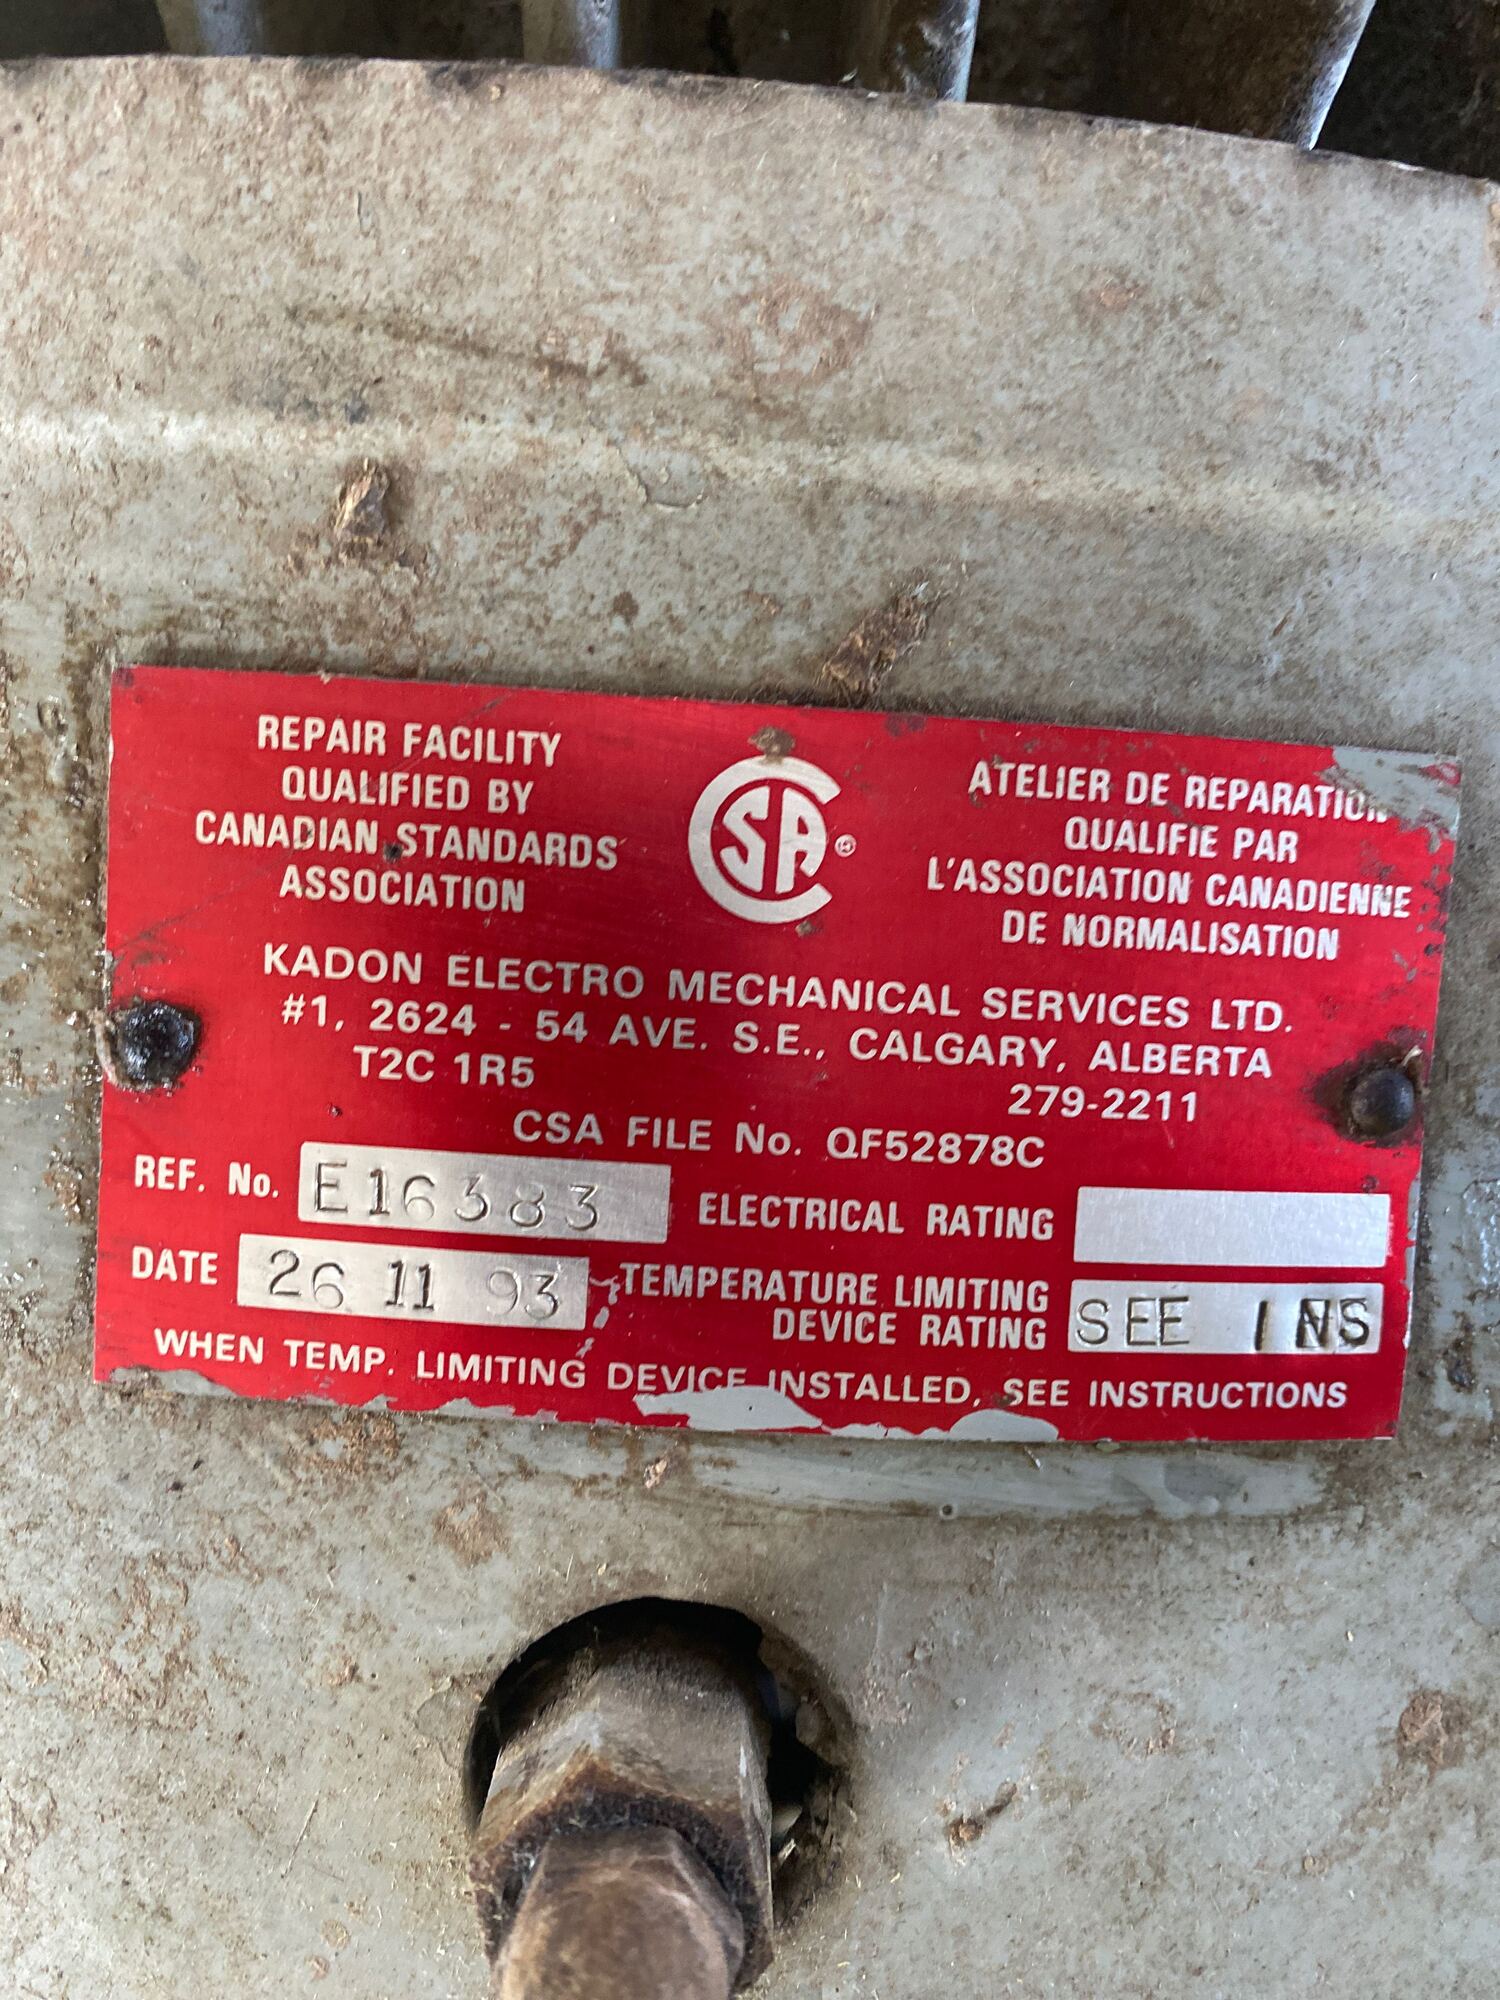 REPAIR FACILITY
QUALIFIED BY
CANADIAN STANDARDS
ASSOCIATION
CSA ®
ATELIER DE REPARATION
QUALIFIE PAR
L'ASSOCIATION CANADIENNE
DE NORMALISATION
KADON ELECTRO MECHANICAL SERVICES LTD.
#1, 2624 - 54 AVE. S.E., CALGARY, ALBERTA
T2C 1R5 279-2211
CSA FILE No. QF52878C
REF. No. E16383
ELECTRICAL RATING
DATE 26 11 93
TEMPERATURE LIMITING
DEVICE RATING SEE INS
WHEN TEMP. LIMITING DEVICE INSTALLED, SEE INSTRUCTIONS